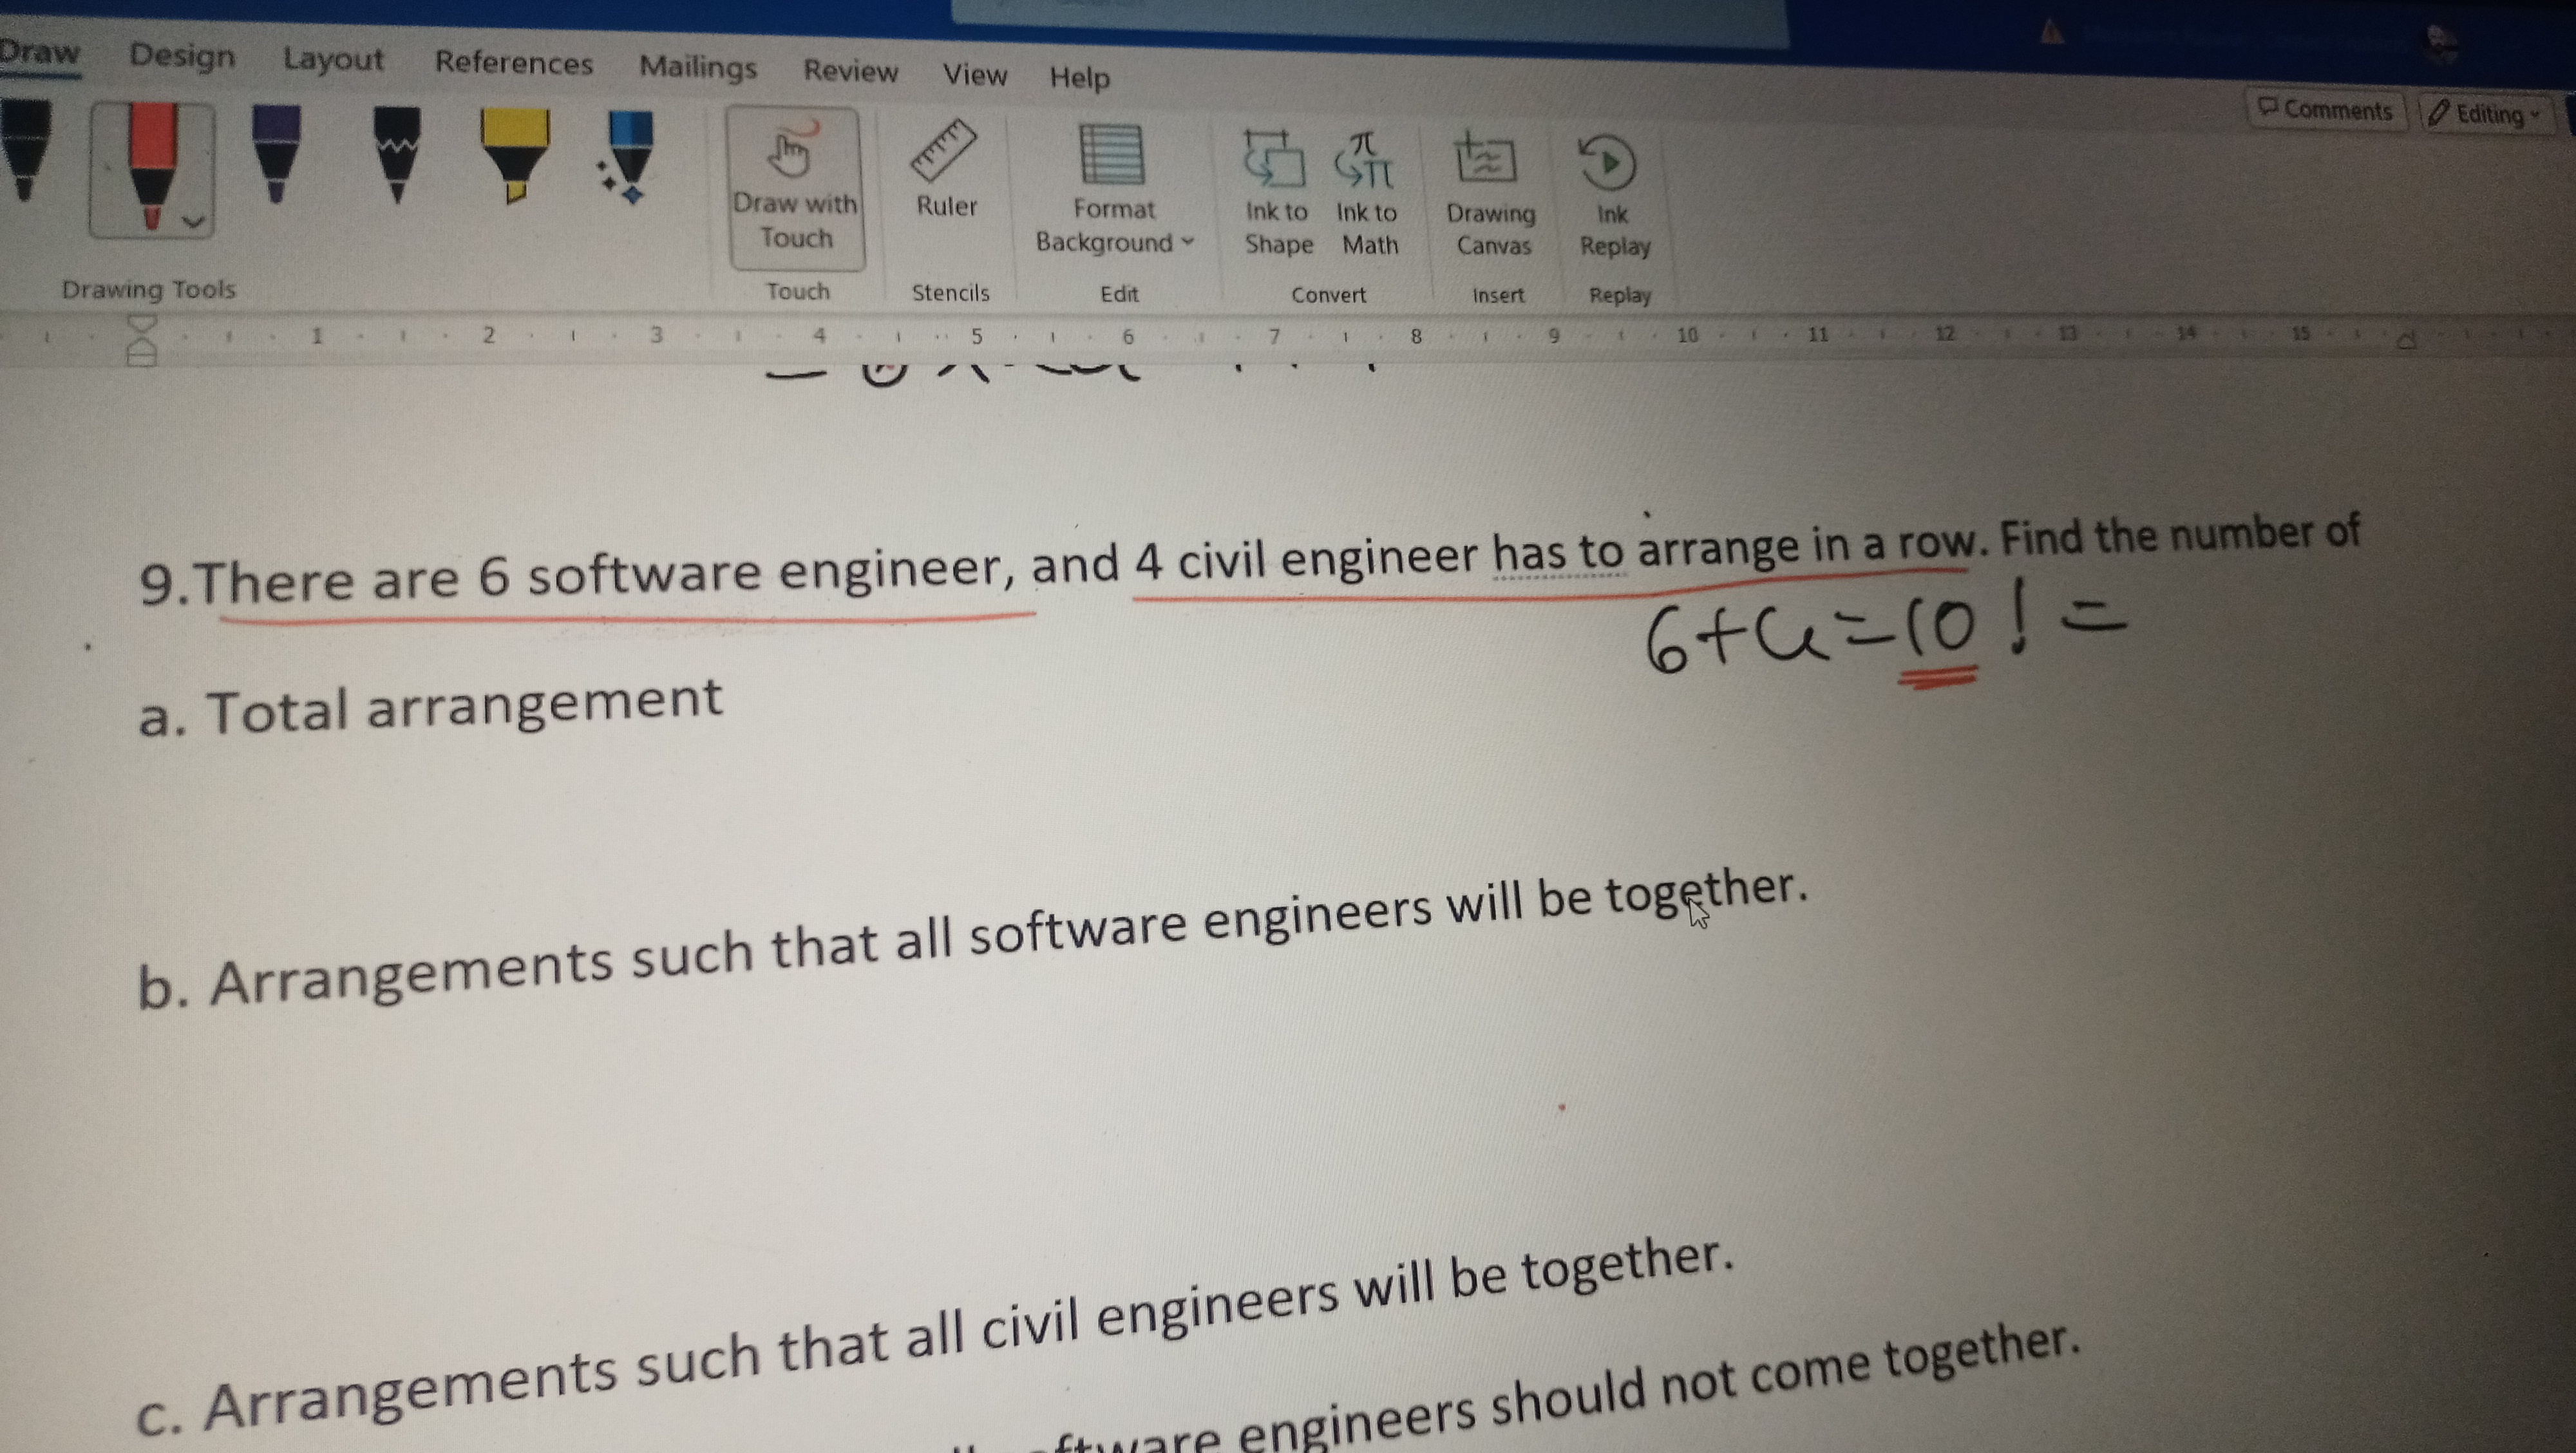 Draw Design Layout References Mailings Review View Help
Comments Editing
Draw with Touch
Ruler
Format Background
Ink to Shape
Ink to Math
Drawing Canvas
Ink Replay
Drawing Tools Touch Stencils Edit Convert Insert Replay
1 2 3 4 5 6 7 8 9 10 11 12 13 14 15
9.There are 6 software engineer, and 4 civil engineer has to arrange in a row. Find the number of
a. Total arrangement
6+4=10! =
b. Arrangements such that all software engineers will be together.
c. Arrangements such that all civil engineers will be together.
engineers should not come together.